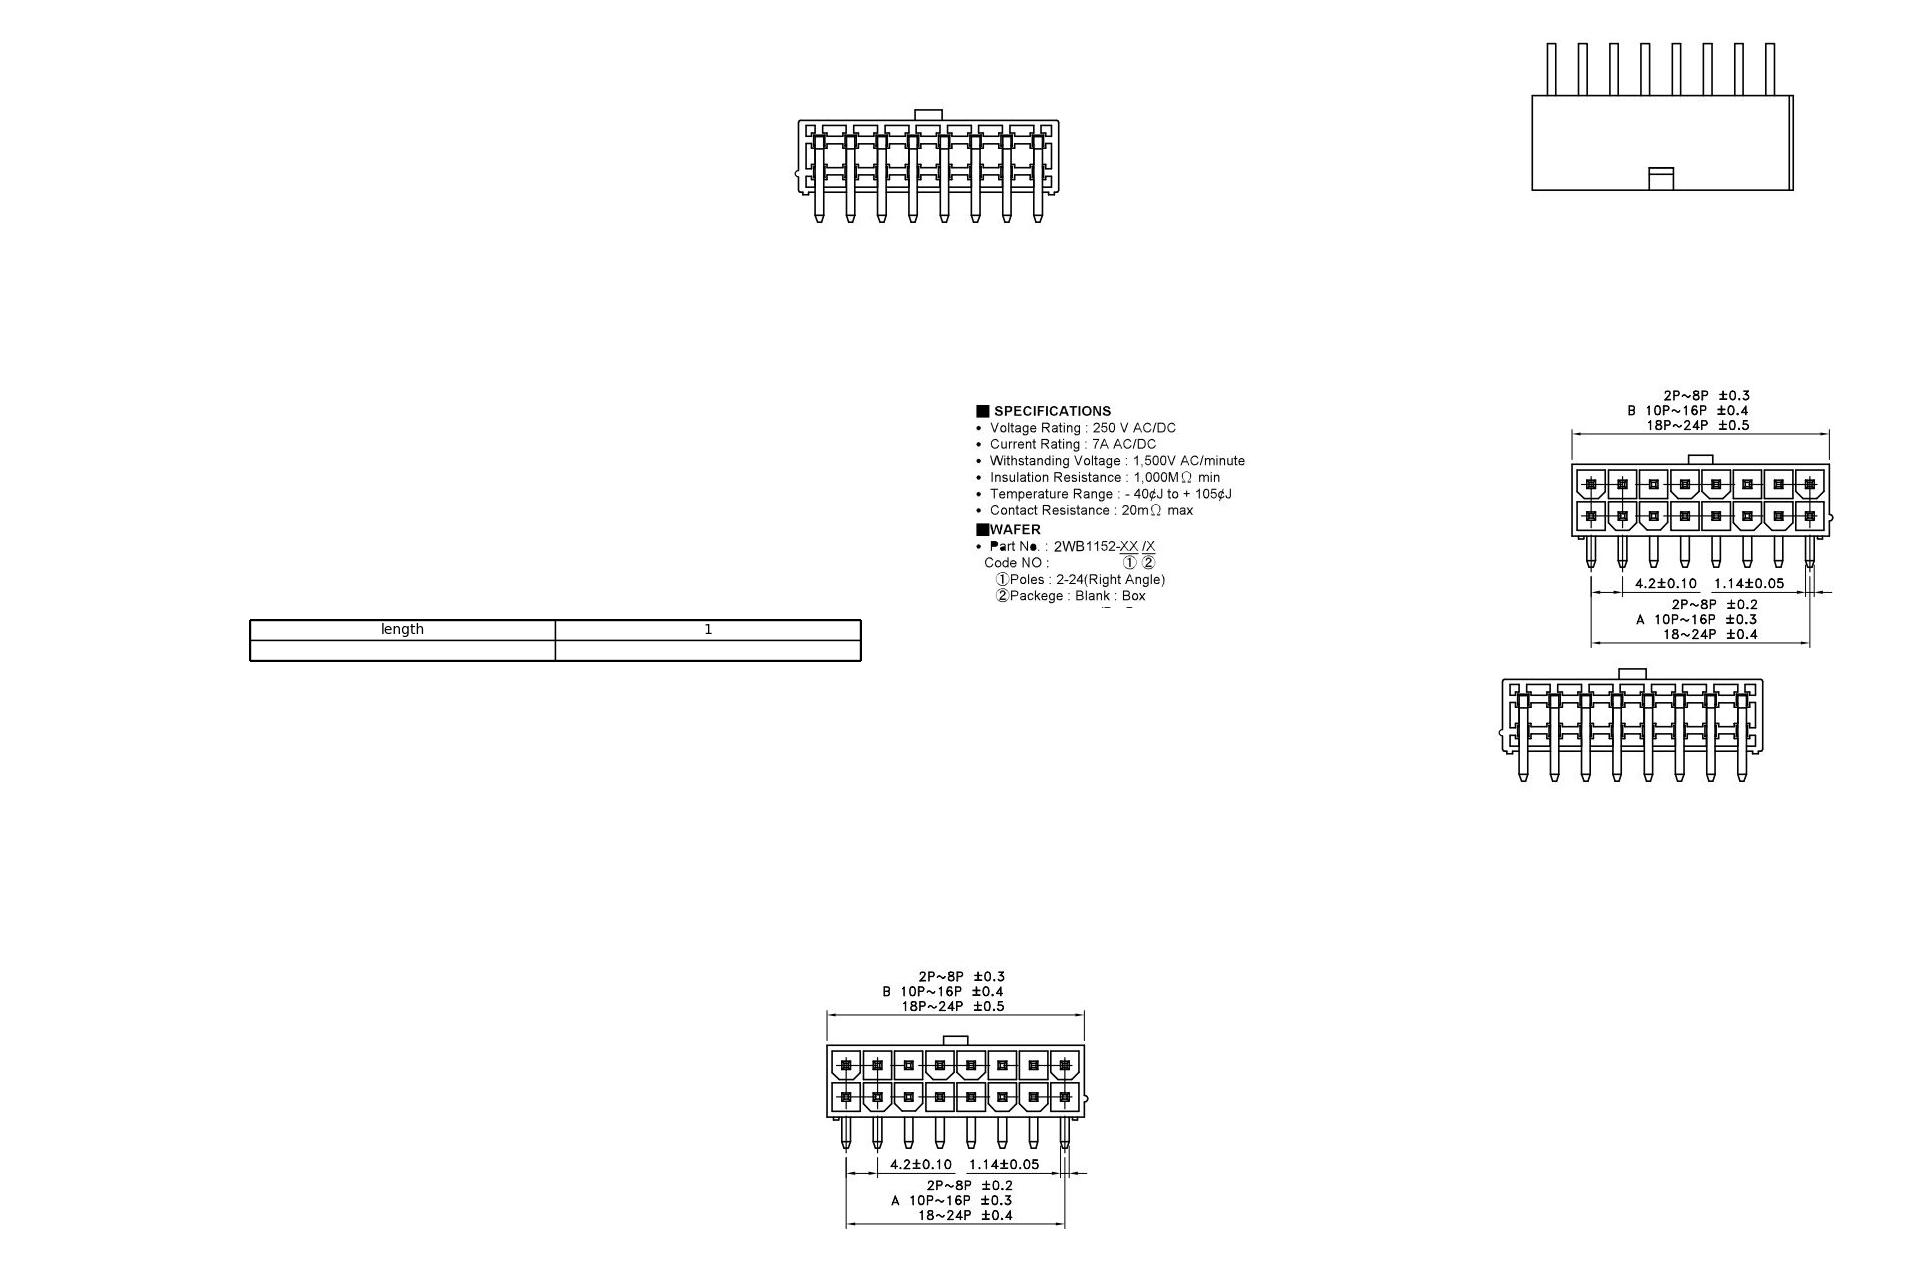 2P~8P ±0.3
B 10P~16P ±0.4
18P~24P ±0.5
■ SPECIFICATIONS
• Voltage Rating : 250 V AC/DC
• Current Rating : 7A AC/DC
• Withstanding Voltage : 1,500V AC/minute
• Insulation Resistance : 1,000MΩ min
• Temperature Range : - 40¢J to + 105¢J
• Contact Resistance : 20mΩ max
■WAFER
• Part No. : 2WB1152-XX /X
Code NO : ① ②
①Poles : 2-24(Right Angle)
②Packege : Blank : Box
4.2±0.10 1.14±0.05
2P~8P ±0.2
A 10P~16P ±0.3
18~24P ±0.4
length 1
2P~8P ±0.3
B 10P~16P ±0.4
18P~24P ±0.5
4.2±0.10 1.14±0.05
2P~8P ±0.2
A 10P~16P ±0.3
18~24P ±0.4